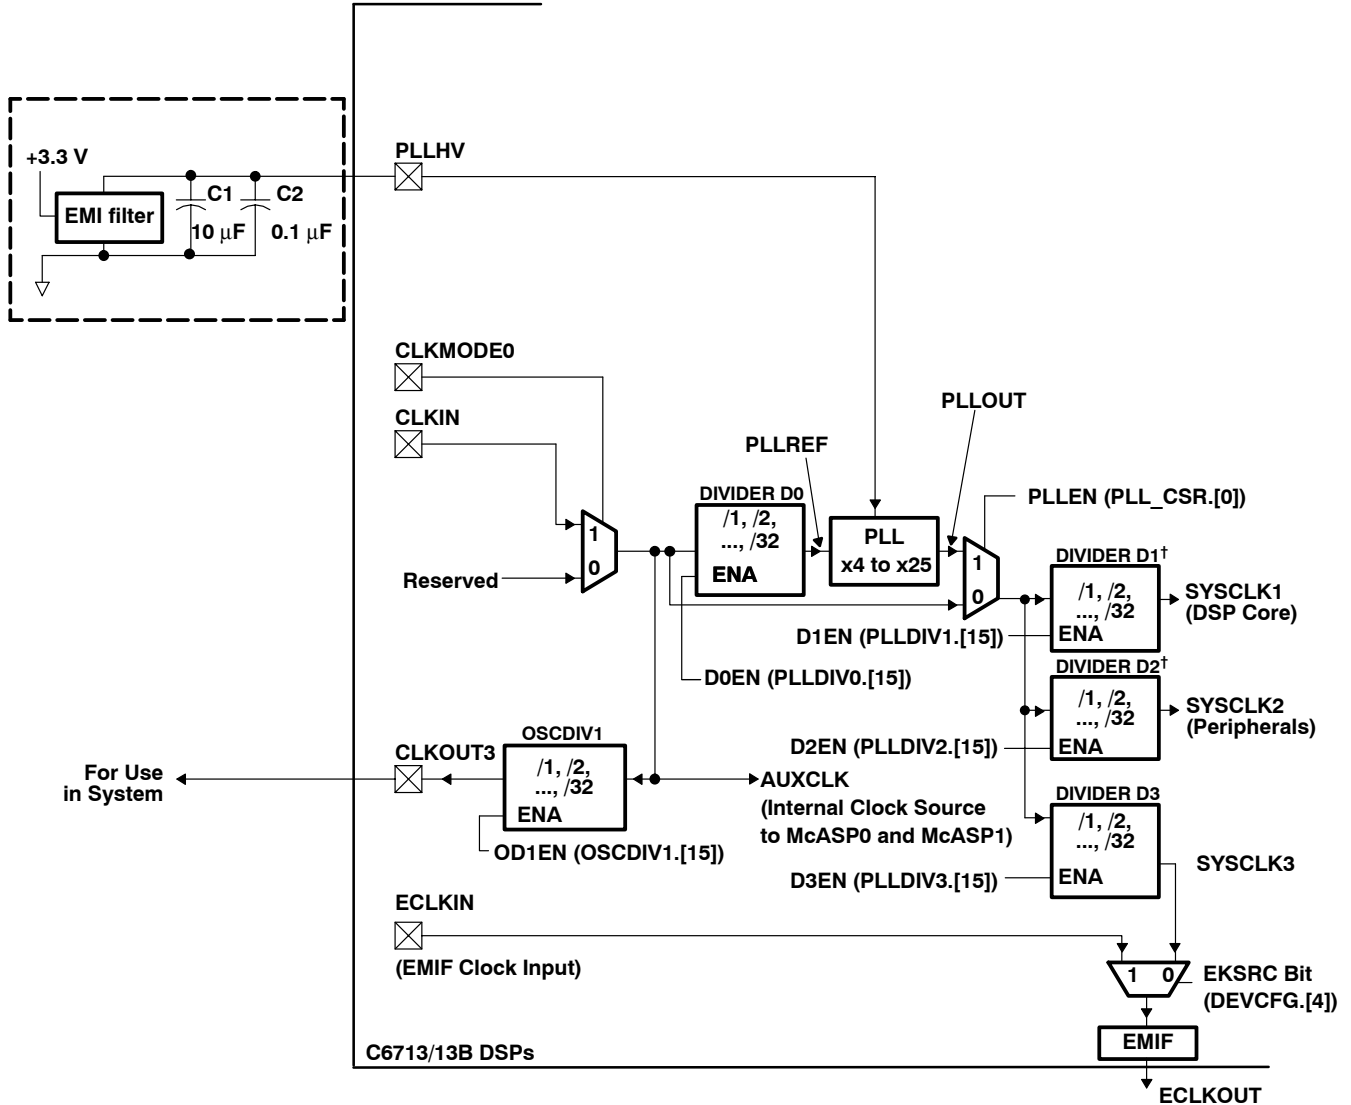 +3.3 V
EMI filter
C1
10 μF
C2
0.1 μF
PLLHV
CLKMODE0
CLKIN
Reserved
1
0
DIVIDER D0
/1, /2,
..., /32
ENA
PLLREF
PLL
x4 to x25
PLLOUT
PLLEN (PLL_CSR.[0])
1
0
DIVIDER D1†
/1, /2,
..., /32
ENA
SYSCLK1
(DSP Core)
D1EN (PLLDIV1.[15])
D0EN (PLLDIV0.[15])
DIVIDER D2†
/1, /2,
..., /32
ENA
SYSCLK2
(Peripherals)
D2EN (PLLDIV2.[15])
For Use
in System
CLKOUT3
OSCDIV1
/1, /2,
..., /32
ENA
OD1EN (OSCDIV1.[15])
AUXCLK
(Internal Clock Source
to McASP0 and McASP1)
DIVIDER D3
/1, /2,
..., /32
ENA
SYSCLK3
D3EN (PLLDIV3.[15])
ECLKIN
(EMIF Clock Input)
1 0
EKSRC Bit
(DEVCFG.[4])
EMIF
C6713/13B DSPs
ECLKOUT